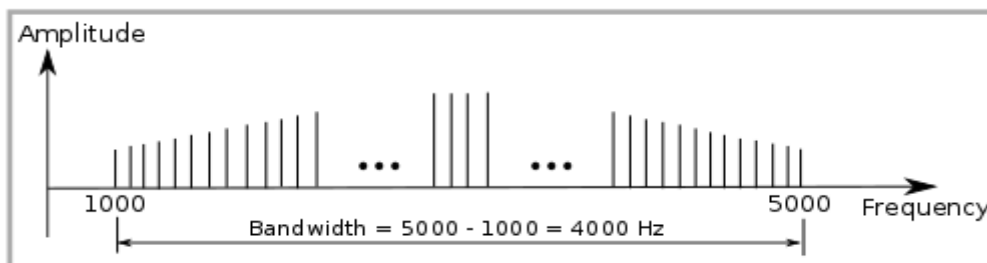 Amplitude
1000
5000
Frequency
Bandwidth = 5000 - 1000 = 4000 Hz